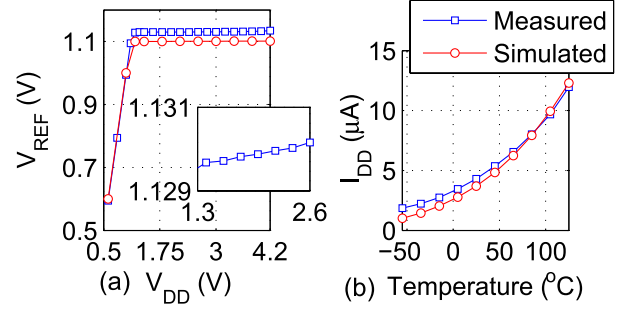 Measured
Simulated
1.1
0.9
0.7
0.5
V_REF (V)
1.131
1.129
1.3
2.6
0.5
1.75
3
4.2
(a)
V_DD (V)
15
10
5
0
I_DD (μA)
−50
0
50
100
(b)
Temperature (°C)